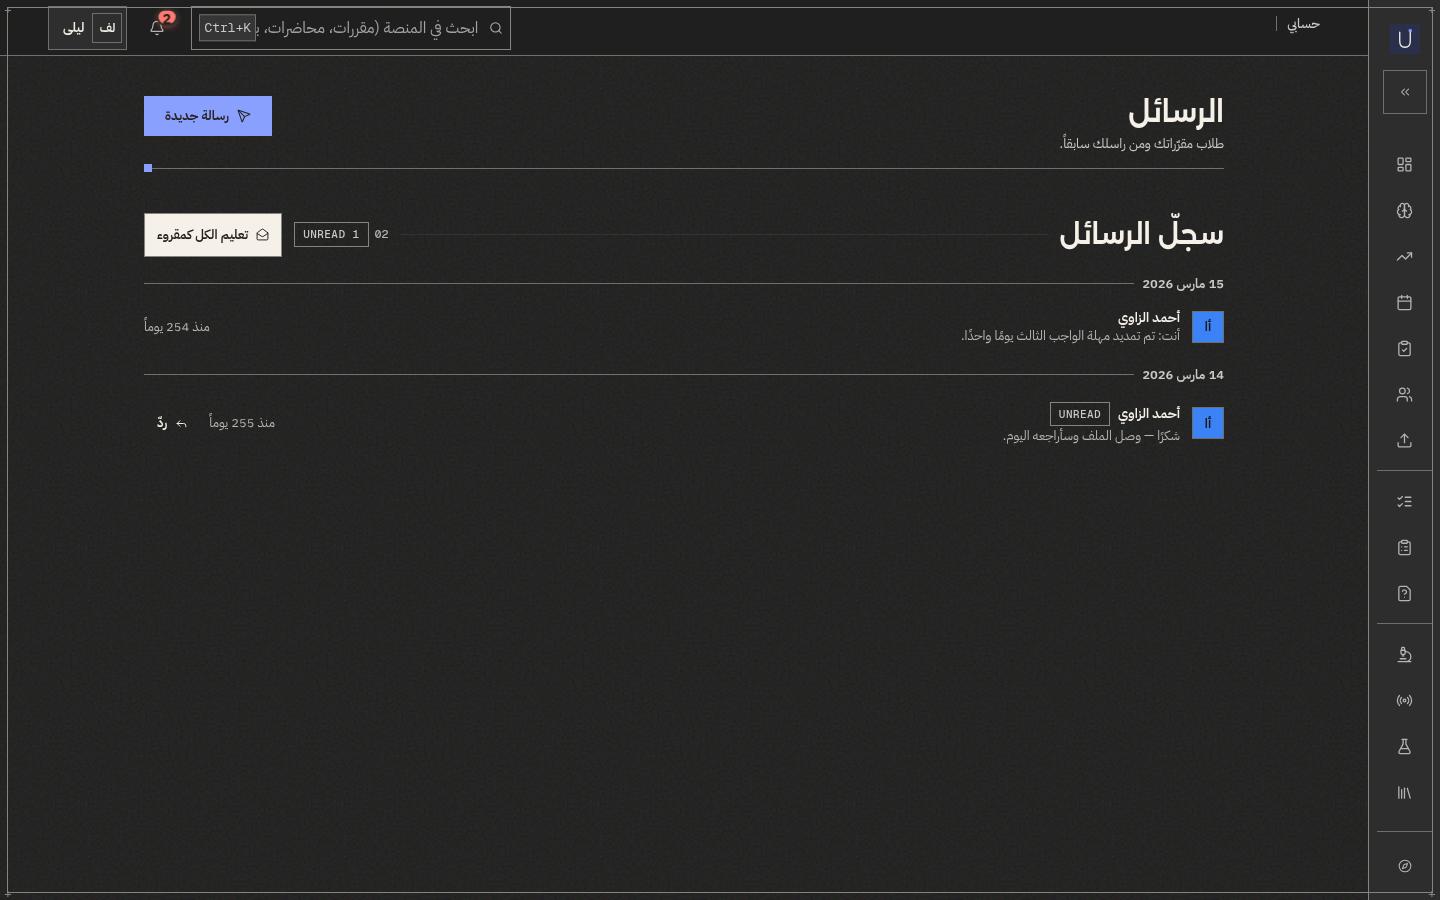 حسابي
ابحث في المنصة (مقررات، محاضرات، ب
Ctrl+K
2
لف
ليلى
الرسائل
طلاب مقرّراتك ومن راسلك سابقاً.
رسالة جديدة
سجلّ الرسائل
02
UNREAD 1
تعليم الكل كمقروء
15 مارس 2026
أا
أحمد الزاوي
أنت: تم تمديد مهلة الواجب الثالث يومًا واحدًا.
منذ 254 يوماً
14 مارس 2026
أا
أحمد الزاوي UNREAD
شكرًا — وصل الملف وسأراجعه اليوم.
منذ 255 يوماً
ردّ